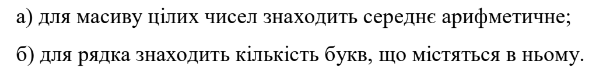 а) для масиву цілих чисел знаходить середнє арифметичне;
б) для рядка знаходить кількість букв, що містяться в ньому.